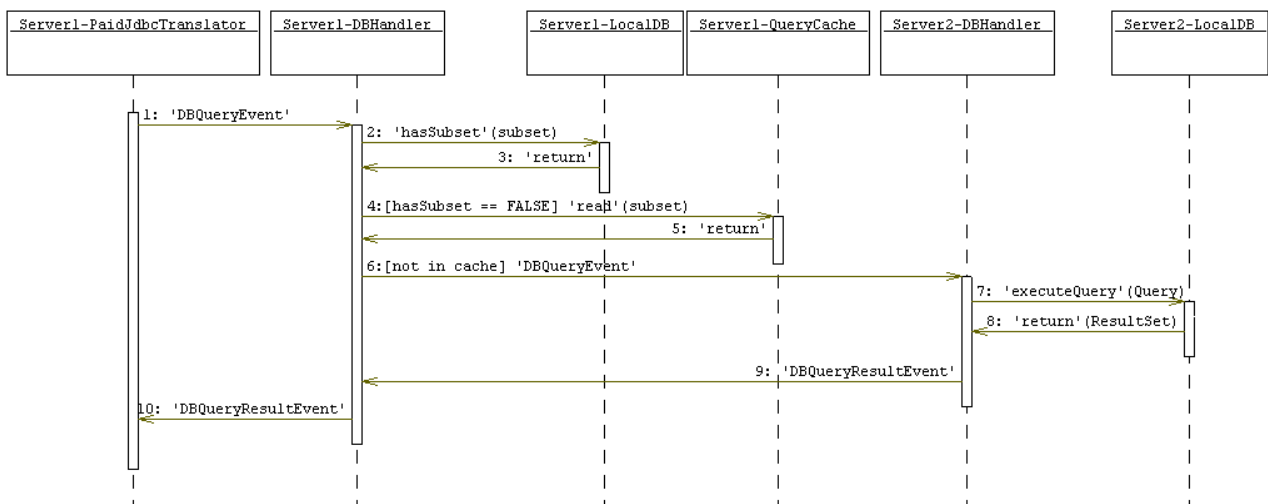 Server1-PaidJdbcTranslator
Server1-DBHandler
Server1-LocalDB
Server1-QueryCache
Server2-DBHandler
Server2-LocalDB
1: 'DBQueryEvent'
2: 'hasSubset'(subset)
3: 'return'
4:[hasSubset == FALSE] 'read'(subset)
5: 'return'
6:[not in cache] 'DBQueryEvent'
7: 'executeQuery'(Query)
8: 'return'(ResultSet)
9: 'DBQueryResultEvent'
10: 'DBQueryResultEvent'